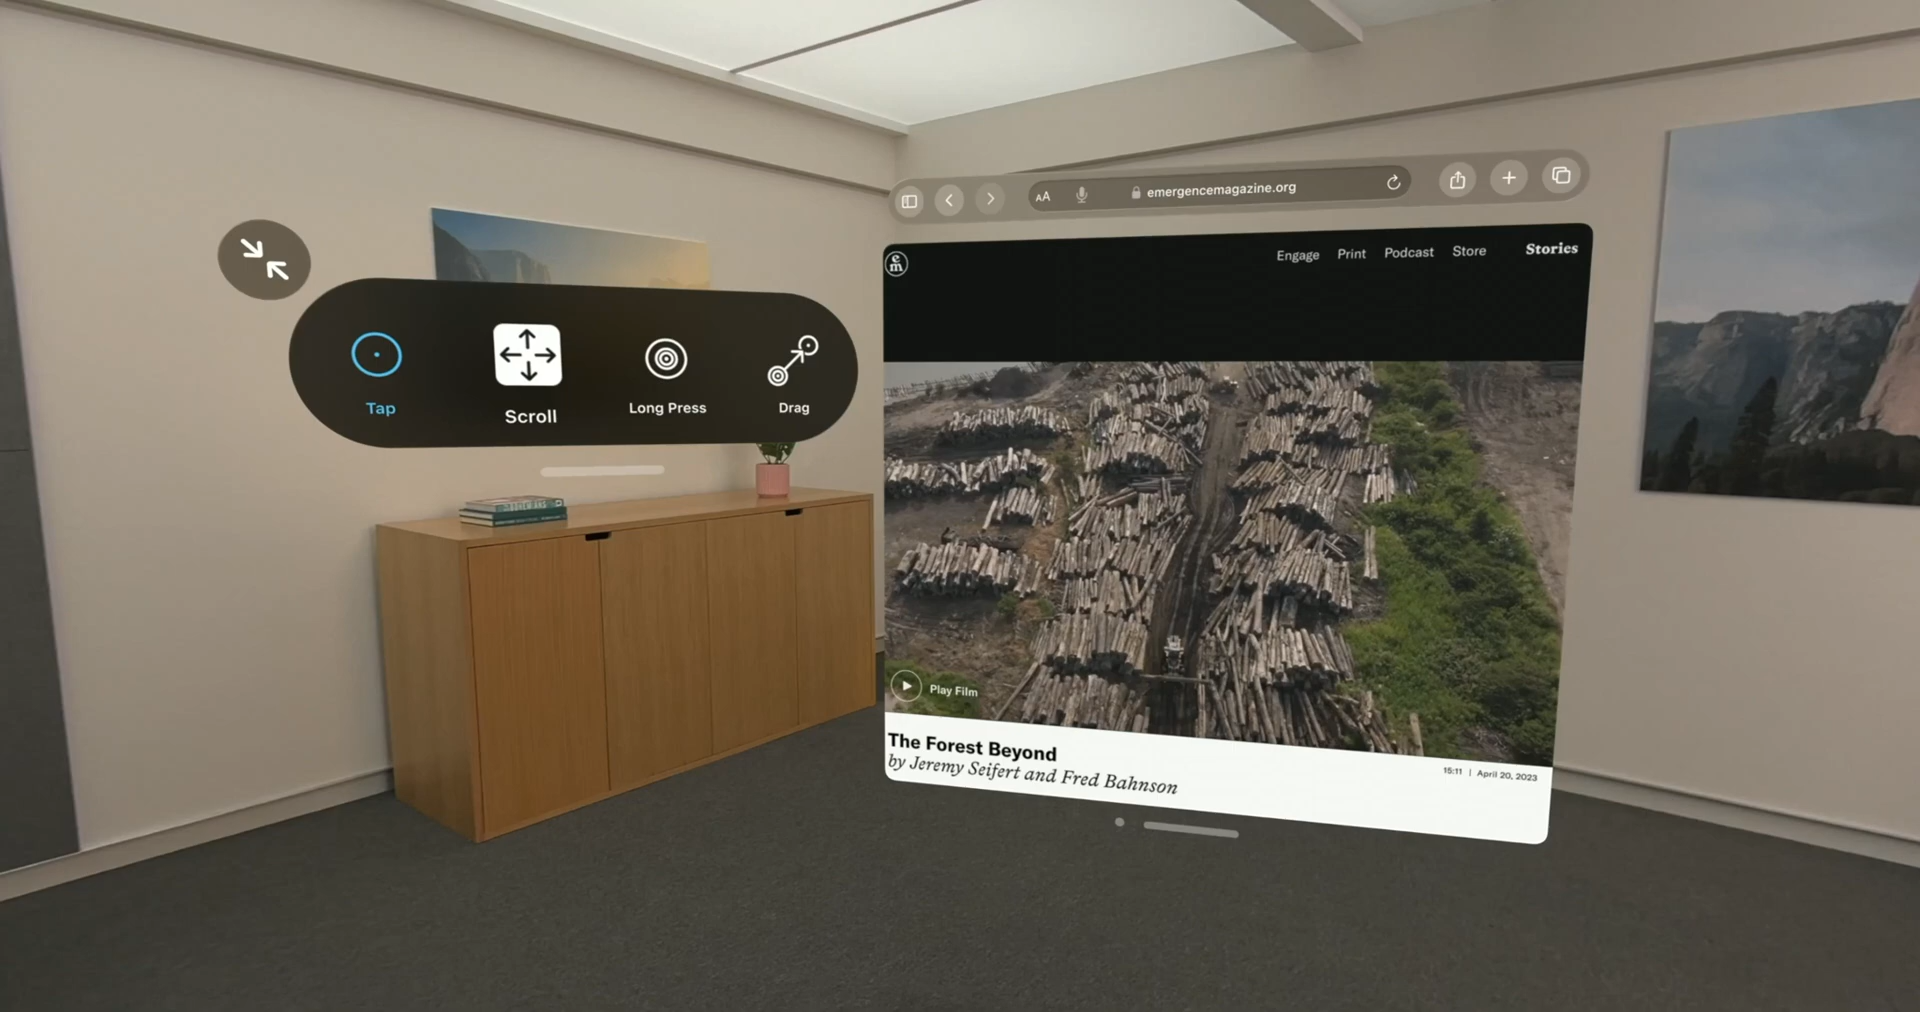 AA
emergencemagazine.org
em
Engage
Print
Podcast
Store
Stories
Tap
Scroll
Long Press
Drag
Play Film
The Forest Beyond
by Jeremy Seifert and Fred Bahnson
15:11 | April 20, 2023